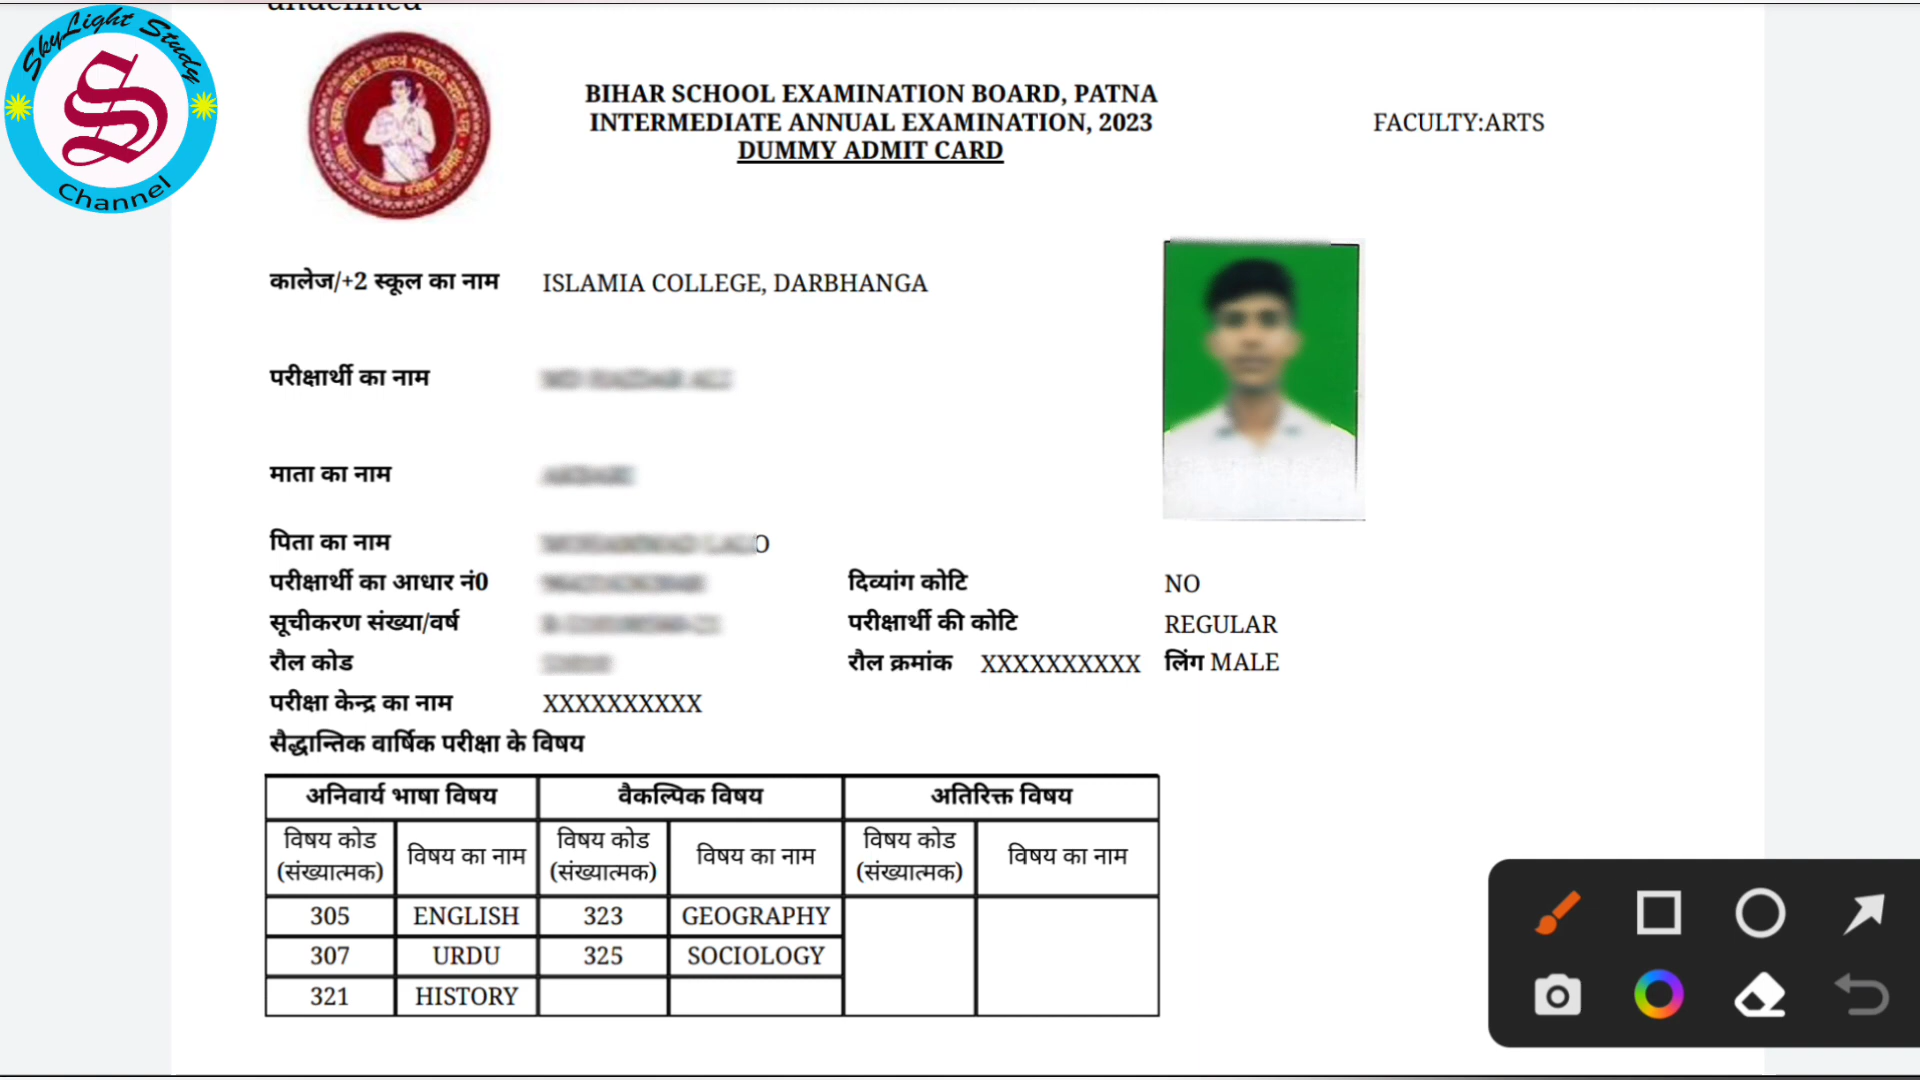 undefined
SkyLight Study
S
Channel
BIHAR SCHOOL EXAMINATION BOARD, PATNA
INTERMEDIATE ANNUAL EXAMINATION, 2023
DUMMY ADMIT CARD
FACULTY:ARTS
कालेज/+2 स्कूल का नाम ISLAMIA COLLEGE, DARBHANGA
परीक्षार्थी का नाम
माता का नाम
पिता का नाम O
परीक्षार्थी का आधार नं0 दिव्यांग कोटि NO
सूचीकरण संख्या/वर्ष परीक्षार्थी की कोटि REGULAR
रौल कोड रौल क्रमांक XXXXXXXXXX लिंग MALE
परीक्षा केन्द्र का नाम XXXXXXXXXX
सैद्धान्तिक वार्षिक परीक्षा के विषय
अनिवार्य भाषा विषय वैकल्पिक विषय अतिरिक्त विषय
विषय कोड (संख्यात्मक) विषय का नाम विषय कोड (संख्यात्मक) विषय का नाम विषय कोड (संख्यात्मक) विषय का नाम
305 ENGLISH 323 GEOGRAPHY
307 URDU 325 SOCIOLOGY
321 HISTORY